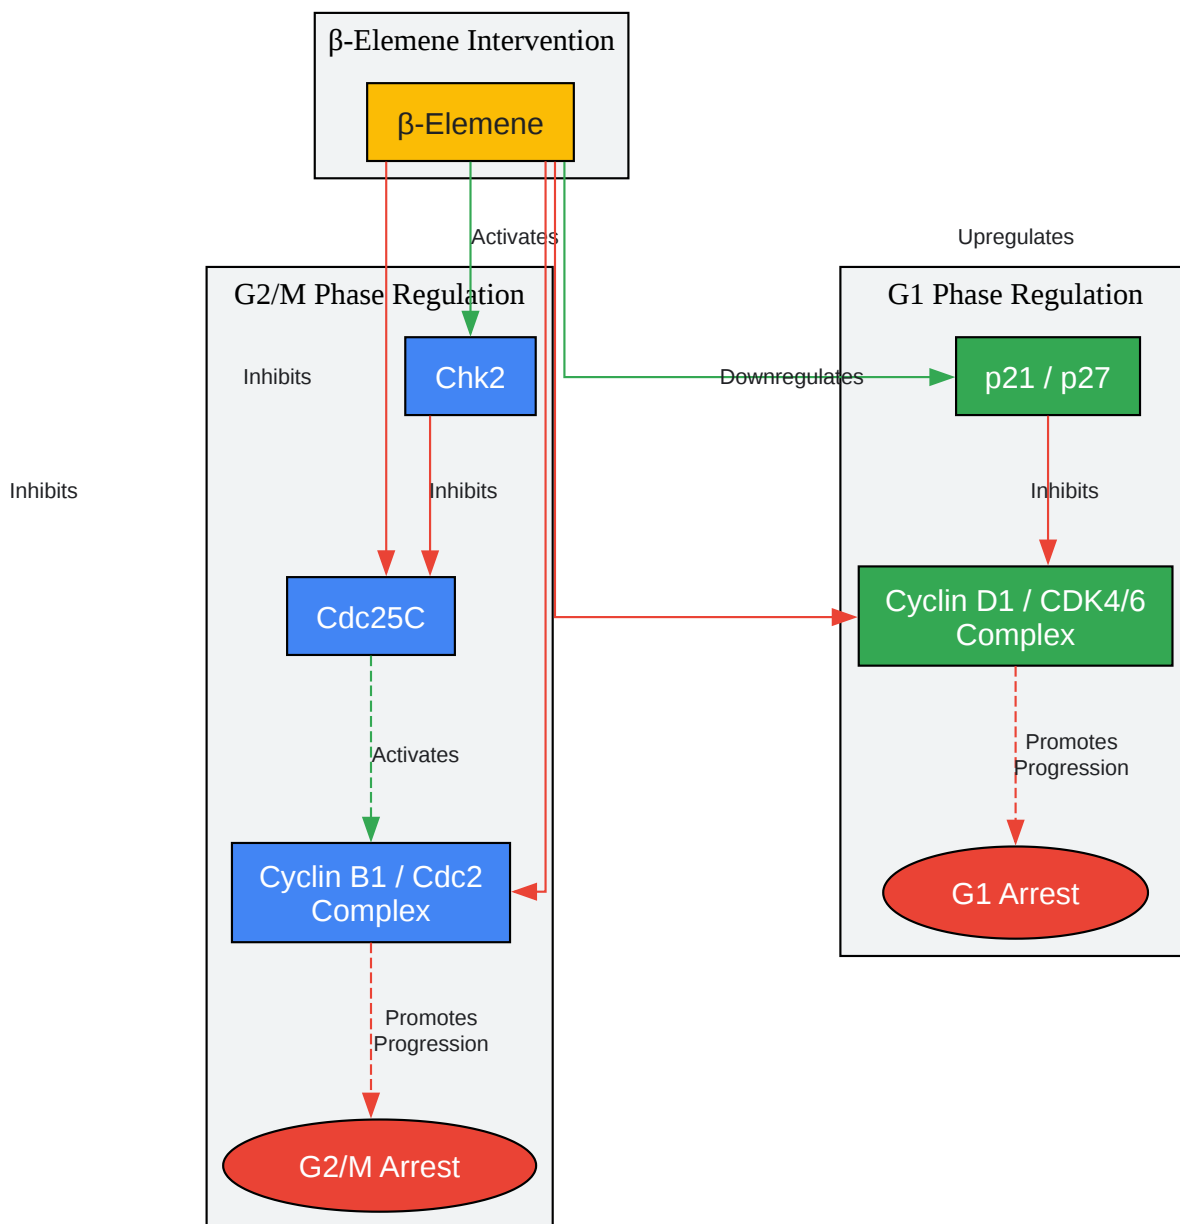 β-Elemene Intervention
β-Elemene
Activates
Upregulates
G2/M Phase Regulation
G1 Phase Regulation
Inhibits
Chk2
Downregulates
p21 / p27
Inhibits
Inhibits
Inhibits
Cdc25C
Cyclin D1 / CDK4/6
Complex
Activates
Promotes
Progression
Cyclin B1 / Cdc2
Complex
G1 Arrest
Promotes
Progression
G2/M Arrest